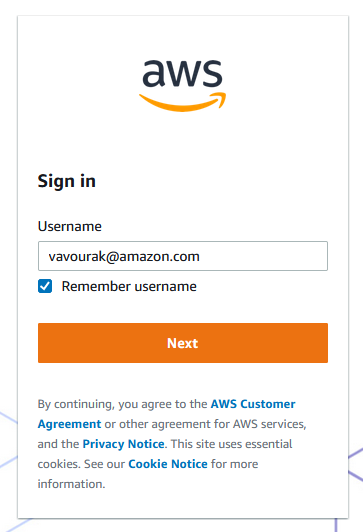 aws
Sign in
Username
vavourak@amazon.com
Remember username
Next
By continuing, you agree to the AWS Customer
Agreement or other agreement for AWS services,
and the Privacy Notice. This site uses essential
cookies. See our Cookie Notice for more
information.